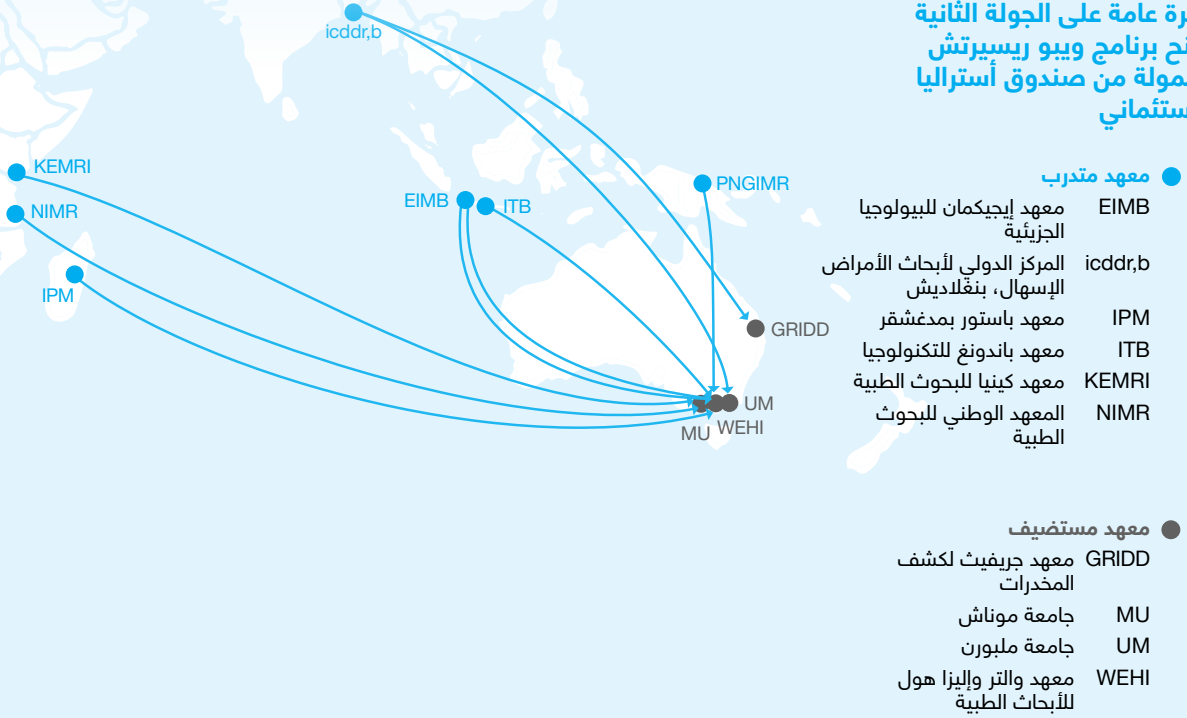 رة عامة على الجولة الثانية
نح برنامج ويبو ريسيرتش
مولة من صندوق أستراليا
ستئماني
معهد متدرب
EIMB معهد إيجيكمان للبيولوجيا
الجزيئية
icddr,b المركز الدولي لأبحاث الأمراض
الإسهال، بنغلاديش
IPM معهد باستور بمدغشقر
ITB معهد باندونغ للتكنولوجيا
KEMRI معهد كينيا للبحوث الطبية
NIMR المعهد الوطني للبحوث
الطبية
معهد مستضيف
GRIDD معهد جريفيث لكشف
المخدرات
MU جامعة موناش
UM جامعة ملبورن
WEHI معهد والتر وإليزا هول
للأبحاث الطبية
icddr,b
KEMRI
NIMR
IPM
EIMB
ITB
PNGIMR
GRIDD
UM
WEHI
MU